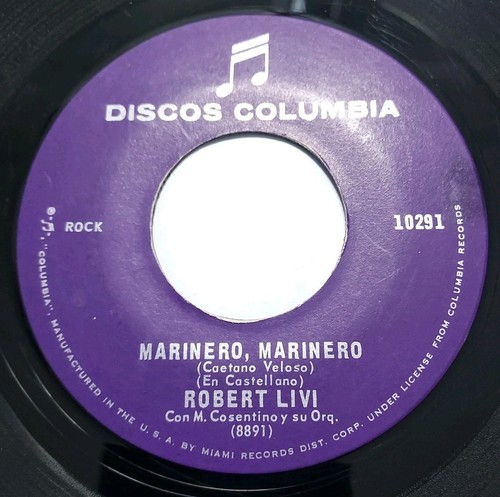 DISCOS COLUMBIA
ROCK
10291
MARINERO, MARINERO
(Caetano Veloso)
(En Castellano)
ROBERT LIVI
Con M. Cosentino y su Orq.
(8891)
®, "COLUMBIA", MANUFACTURED IN THE U. S. A. BY MIAMI RECORDS DIST. CORP. UNDER LICENSE FROM COLUMBIA RECORDS